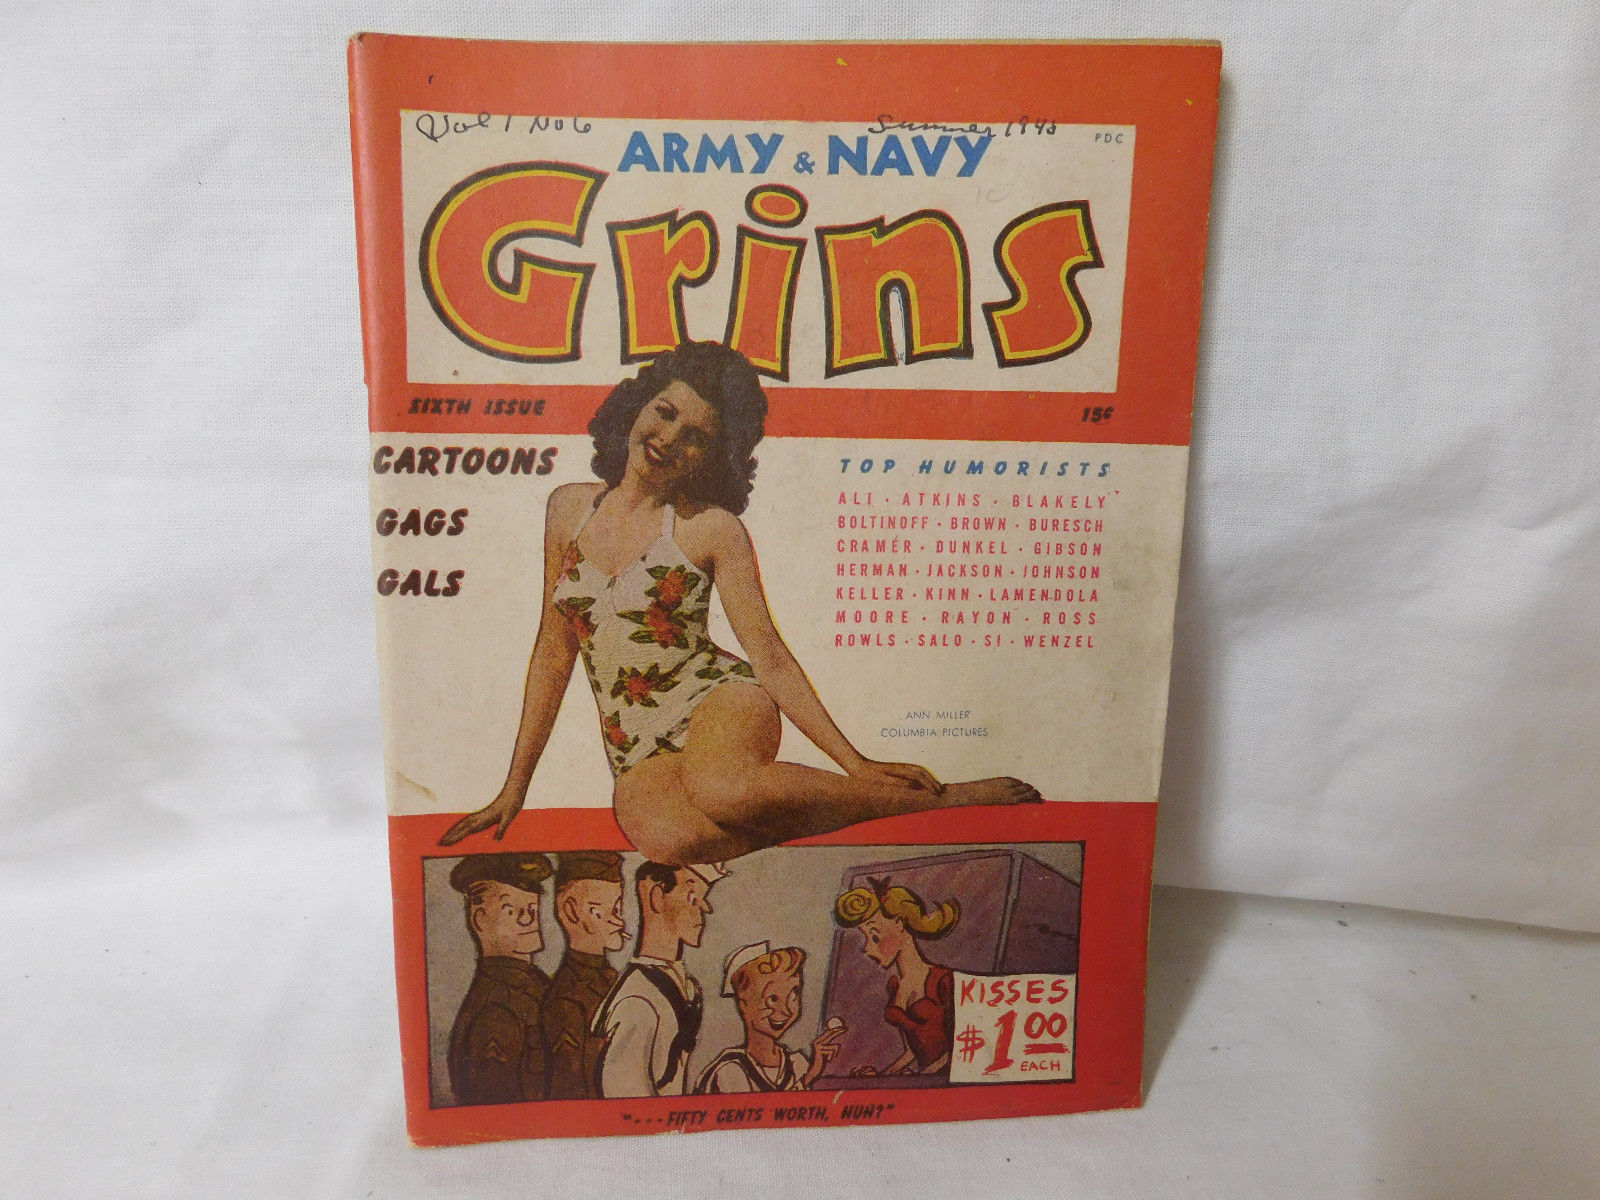 Vol 1 No 6 Summer 1943
PDC
ARMY & NAVY
Grins
SIXTH ISSUE 15¢
CARTOONS
GAGS
GALS
TOP HUMORISTS
ALI · ATKINS · BLAKELY
BOLTINOFF · BROWN · BURESCH
CRAMÉR · DUNKEL · GIBSON
HERMAN · JACKSON · JOHNSON
KELLER · KINN · LAMENDOLA
MOORE · RAYON · ROSS
ROWLS · SALO · SI · WENZEL
ANN MILLER
COLUMBIA PICTURES
KISSES
$1.00
EACH
"...FIFTY CENTS WORTH, HUH?"